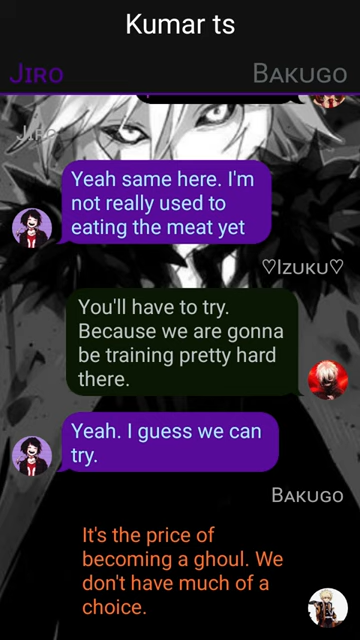 Kumar ts
Jiro
Bakugo
Jiro
Yeah same here. I'm
not really used to
eating the meat yet
♡Izuku♡
You'll have to try.
Because we are gonna
be training pretty hard
there.
Yeah. I guess we can
try.
Bakugo
It's the price of
becoming a ghoul. We
don't have much of a
choice.